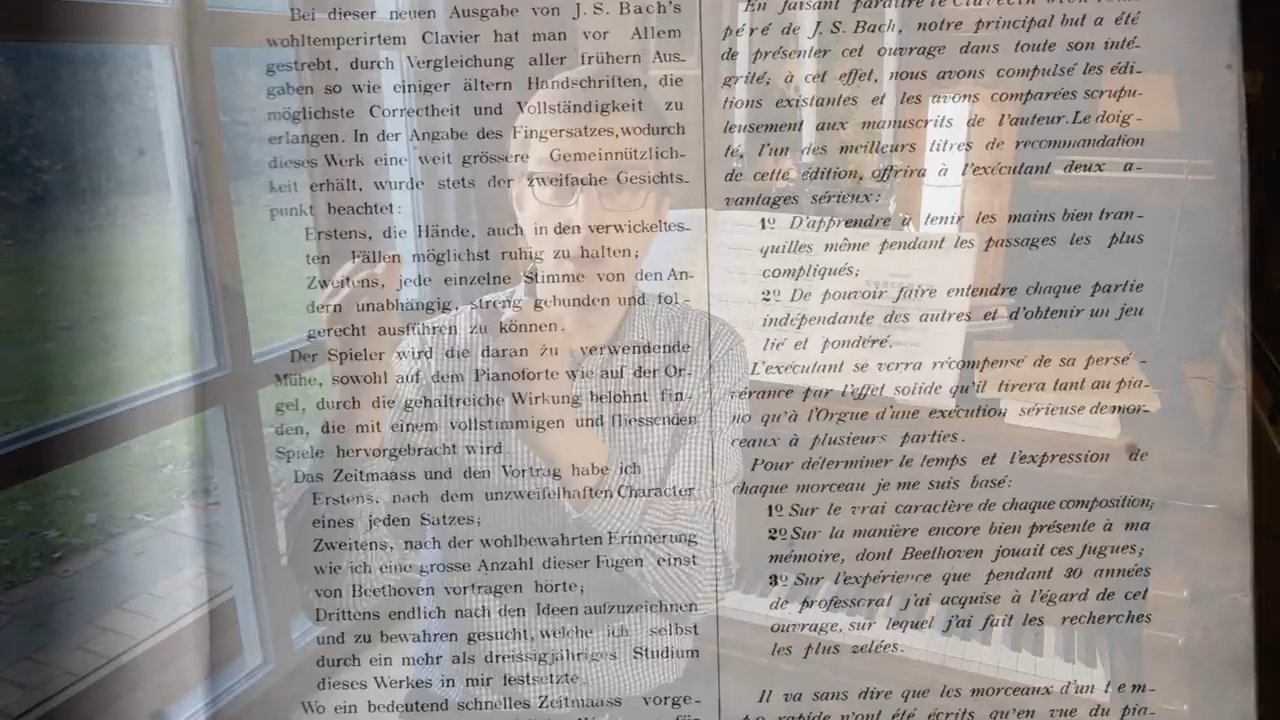 Bei dieser neuen Ausgabe von J. S. Bach's
wohltemperirtem Clavier hat man vor Allem
gestrebt, durch Vergleichung aller frühern Aus-
gaben so wie einiger ältern Handschriften, die
möglichste Correctheit und Vollständigkeit zu
erlangen. In der Angabe des Fingersatzes, wodurch
dieses Werk eine weit grössere Gemeinnützlich-
keit erhält, wurde stets der zweifache Gesichts-
punkt beachtet:
Erstens, die Hände, auch in den verwickeltes-
ten Fällen möglichst ruhig zu halten;
Zweitens, jede einzelne Stimme von den An-
dern unabhängig, streng gebunden und fol-
gerecht ausführen zu können.
Der Spieler wird die daran zu verwendende
Mühe, sowohl auf dem Pianoforte wie auf der Or-
gel, durch die gehaltreiche Wirkung belohnt fin-
den, die mit einem vollstimmigen und fliessenden
Spiele hervorgebracht wird.
Das Zeitmaass und den Vortrag habe ich
Erstens, nach dem unzweifelhaften Character
eines jeden Satzes;
Zweitens, nach der wohlbewahrten Erinnerung
wie ich eine grosse Anzahl dieser Fugen einst
von Beethoven vortragen hörte;
Drittens endlich nach den Ideen aufzuzeichnen
und zu bewahren gesucht, welche ich selbst
durch ein mehr als dreissigjähriges Studium
dieses Werkes in mir festsetzte.
Wo ein bedeutend schnelles Zeitmaass vorge-
En faisant paraître le Clavecin bien tem-
péré de J. S. Bach, notre principal but a été
de présenter cet ouvrage dans toute son inté-
grité; à cet effet, nous avons compulsé les édi-
tions existantes et les avons comparées scrupu-
leusement aux manuscrits de l'auteur. Le doig-
té, l'un des meilleurs titres de recommandation
de cette édition, offrira à l'exécutant deux a-
vantages sérieux:
1º D'apprendre à tenir les mains bien tran-
quilles même pendant les passages les plus
compliqués;
2º De pouvoir faire entendre chaque partie
indépendante des autres et d'obtenir un jeu
lié et pondéré.
L'exécutant se verra récompensé de sa persé-
vérance par l'effet solide qu'il tirera tant au pia-
no qu'à l'Orgue d'une exécution sérieuse de mor-
ceaux à plusieurs parties.
Pour déterminer le temps et l'expression de
chaque morceau je me suis basé:
1º Sur le vrai caractère de chaque composition;
2º Sur la manière encore bien présente à ma
mémoire, dont Beethoven jouait ces fugues;
3º Sur l'expérience que pendant 30 années
de professorat j'ai acquise à l'égard de cet
ouvrage, sur lequel j'ai fait les recherches
les plus zélées.
Il va sans dire que les morceaux d'un tem-
po rapide n'ont été écrits qu'en vue du pia-